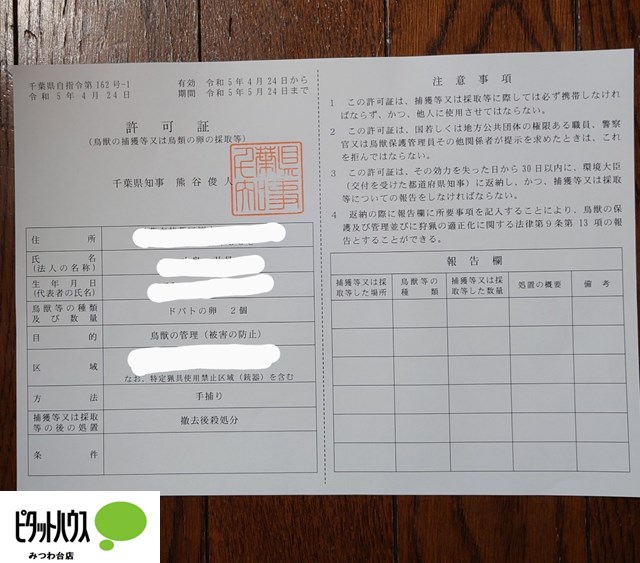 千葉県自指令第162号-1
令和5年4月24日
有効 令和5年4月24日から
期間 令和5年5月24日まで
許可証
(鳥獣の捕獲等又は鳥類の卵の採取等)
千葉県知事 熊谷俊人
住所
氏名
(法人の名称)
生年月日
(代表者の氏名)
鳥獣等の種類
及び数量
ドバトの卵 2個
目的
鳥獣の管理(被害の防止)
区域
なお、特定猟具使用禁止区域(銃器)を含む
方法
手捕り
捕獲等又は採取
等の後の処置
撤去後殺処分
条件
注意事項
1 この許可証は、捕獲等又は採取等に際しては必ず携帯しなけれ
ばならず、かつ、他人に使用させてはならない。
2 この許可証は、国若しくは地方公共団体の権限ある職員、警察
官又は鳥獣保護管理員その他関係者が提示を求めたときは、これ
を拒んではならない。
3 この許可証は、その効力を失った日から30日以内に、環境大臣
(交付を受けた都道府県知事)に返納し、かつ、捕獲等又は採取
等についての報告をしなければならない。
4 返納の際に報告欄に所要事項を記入することにより、鳥獣の保
護及び管理並びに狩猟の適正化に関する法律第9条第13項の報
告とすることができる。
報告欄
捕獲等又は採
取等した場所
鳥獣等の
種類
捕獲等又は採
取等した数量
処置の概要
備考
ピタットハウス
みつわ台店